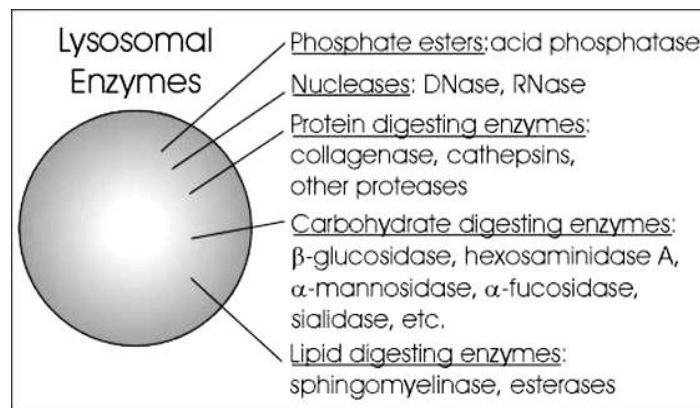 Lysosomal
Enzymes
Phosphate esters:acid phosphatase
Nucleases: DNase, RNase
Protein digesting enzymes:
collagenase, cathepsins,
other proteases
Carbohydrate digesting enzymes:
β-glucosidase, hexosaminidase A,
α-mannosidase, α-fucosidase,
sialidase, etc.
Lipid digesting enzymes:
sphingomyelinase, esterases